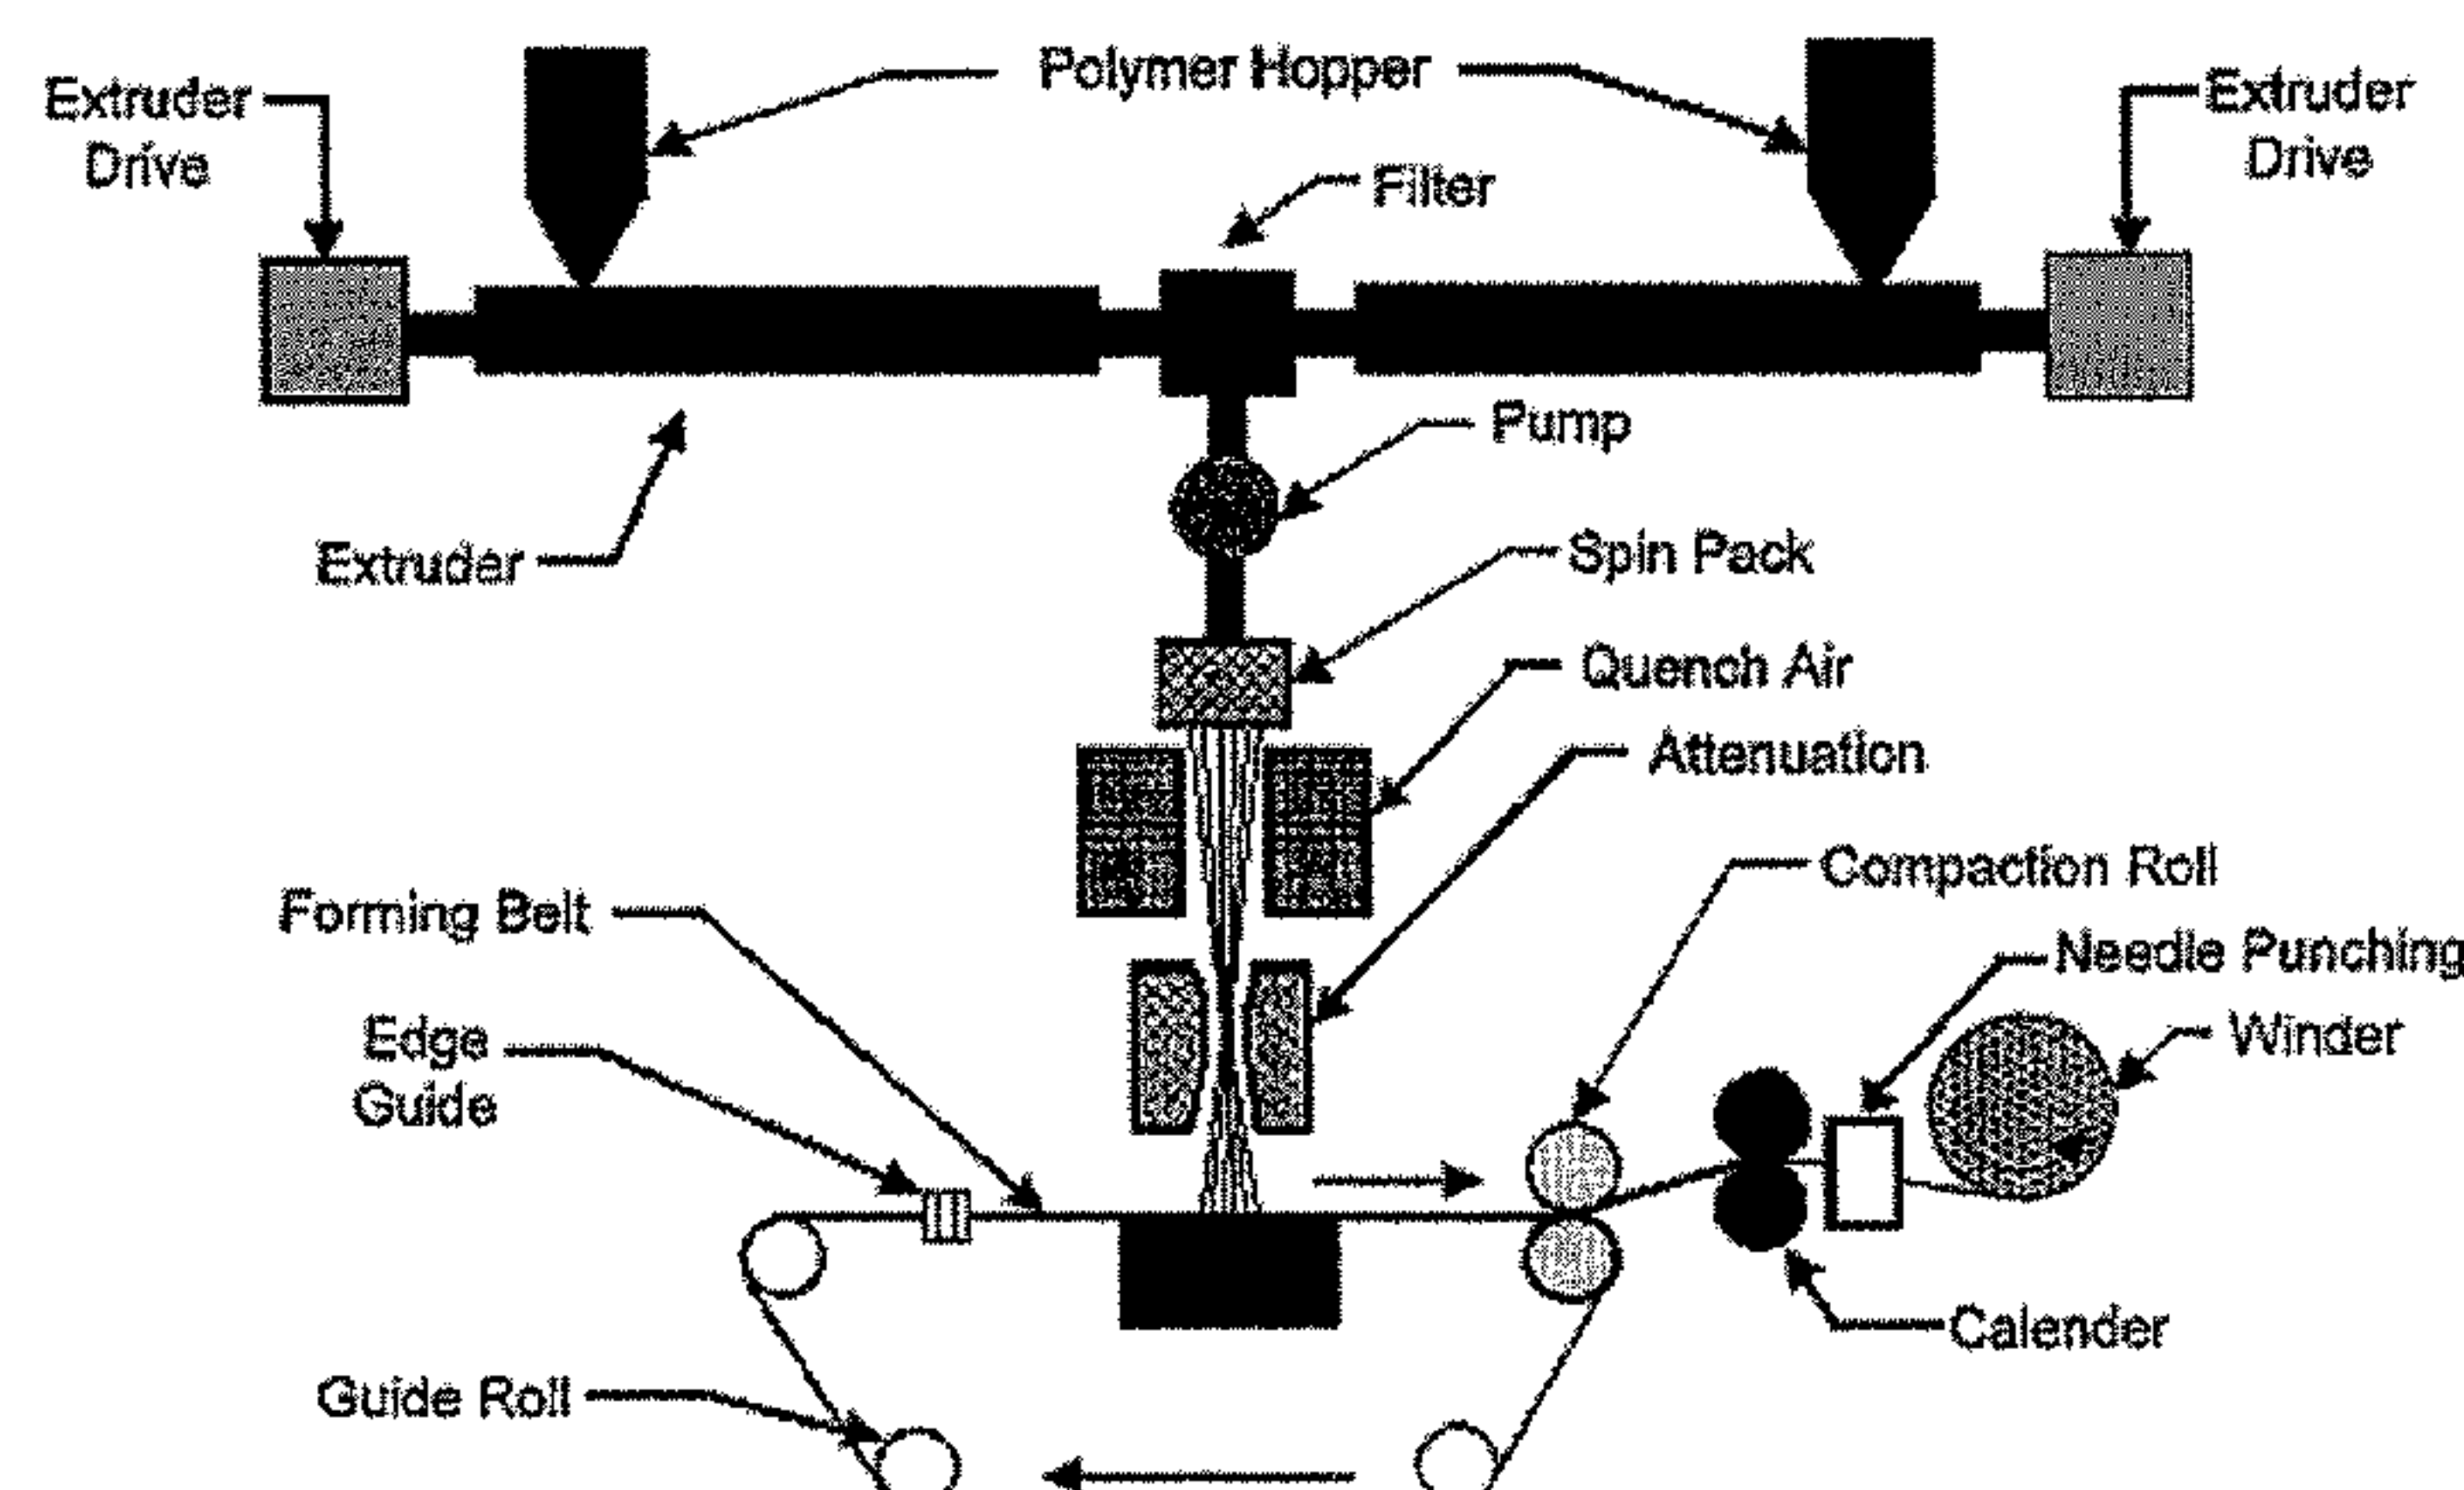 Polymer Hopper
Extruder
Drive
Extruder
Drive
Filter
Pump
Extruder
Spin Pack
Quench Air
Attenuation
Compaction Roll
Forming Belt
Needle Punching
Edge
Guide
Winder
Calender
Guide Roll